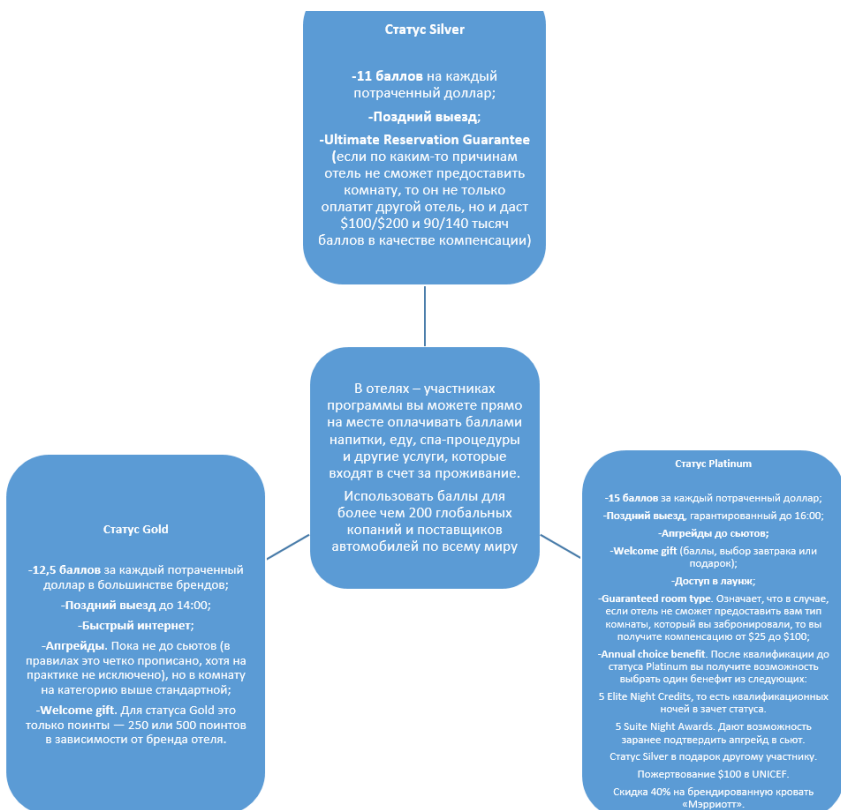 Статус Silver
-11 баллов на каждый
потраченный доллар;
-Поздний выезд;
-Ultimate Reservation Guarantee
(если по каким-то причинам
отель не сможет предоставить
комнату, то он не только
оплатит другой отель, но и даст
$100/$200 и 90/140 тысяч
баллов в качестве компенсации)
В отелях – участниках
программы вы можете прямо
на месте оплачивать баллами
напитки, еду, спа-процедуры
и другие услуги, которые
входят в счет за проживание.
Использовать баллы для
более чем 200 глобальных
копаний и поставщиков
автомобилей по всему миру
Статус Gold
-12,5 баллов за каждый потраченный
доллар в большинстве брендов;
-Поздний выезд до 14:00;
-Быстрый интернет;
-Апгрейды. Пока не до сьютов (в
правилах это четко прописано, хотя на
практике не исключено), но в комнату
на категорию выше стандартной;
-Welcome gift. Для статуса Gold это
только поинты — 250 или 500 поинтов
в зависимости от бренда отеля.
Статус Platinum
-15 баллов за каждый потраченный доллар;
-Поздний выезд, гарантированный до 16:00;
-Апгрейды до сьютов;
-Welcome gift (баллы, выбор завтрака или
подарок);
-Доступ в лаунж;
-Guaranteed room type. Означает, что в случае,
если отель не сможет предоставить вам тип
комнаты, который вы забронировали, то вы
получите компенсацию от $25 до $100;
-Annual choice benefit. После квалификации до
статуса Platinum вы получите возможность
выбрать один бенефит из следующих:
5 Elite Night Credits, то есть квалификационных
ночей в зачет статуса.
5 Suite Night Awards. Дают возможность
заранее подтвердить апгрейд в сьют.
Статус Silver в подарок другому участнику.
Пожертвование $100 в UNICEF.
Скидка 40% на брендированную кровать
«Мэрриотт».